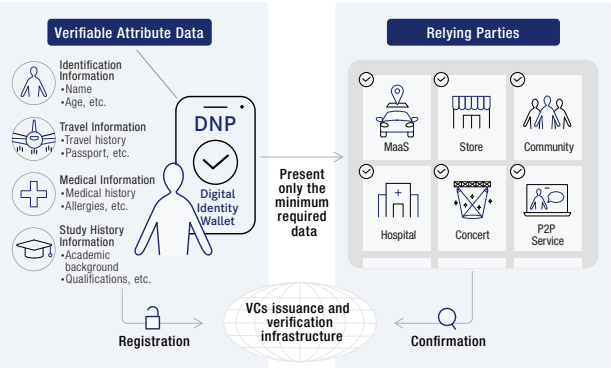 Verifiable Attribute Data
Identification
Information
•Name
•Age, etc.
Travel Information
•Travel history
•Passport, etc.
Medical Information
•Medical history
•Allergies, etc.
Study History
Information
•Academic
background
•Qualifications, etc.
DNP
Digital
Identity
Wallet
Present
only the
minimum
required
data
Relying Parties
MaaS
Store
Community
Hospital
Concert
P2P
Service
Registration
VCs issuance and
verification
infrastructure
Confirmation